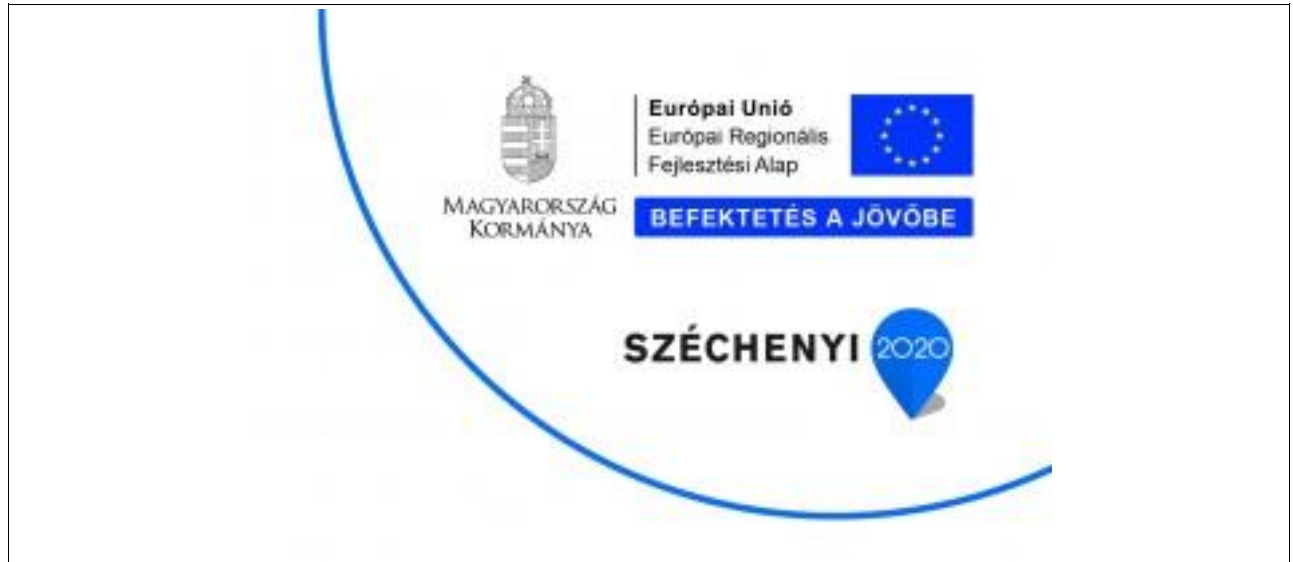 MAGYARORSZÁG
KORMÁNYA
Európai Unió
Európai Regionális
Fejlesztési Alap
BEFEKTETÉS A JÖVŐBE
SZÉCHENYI 2020